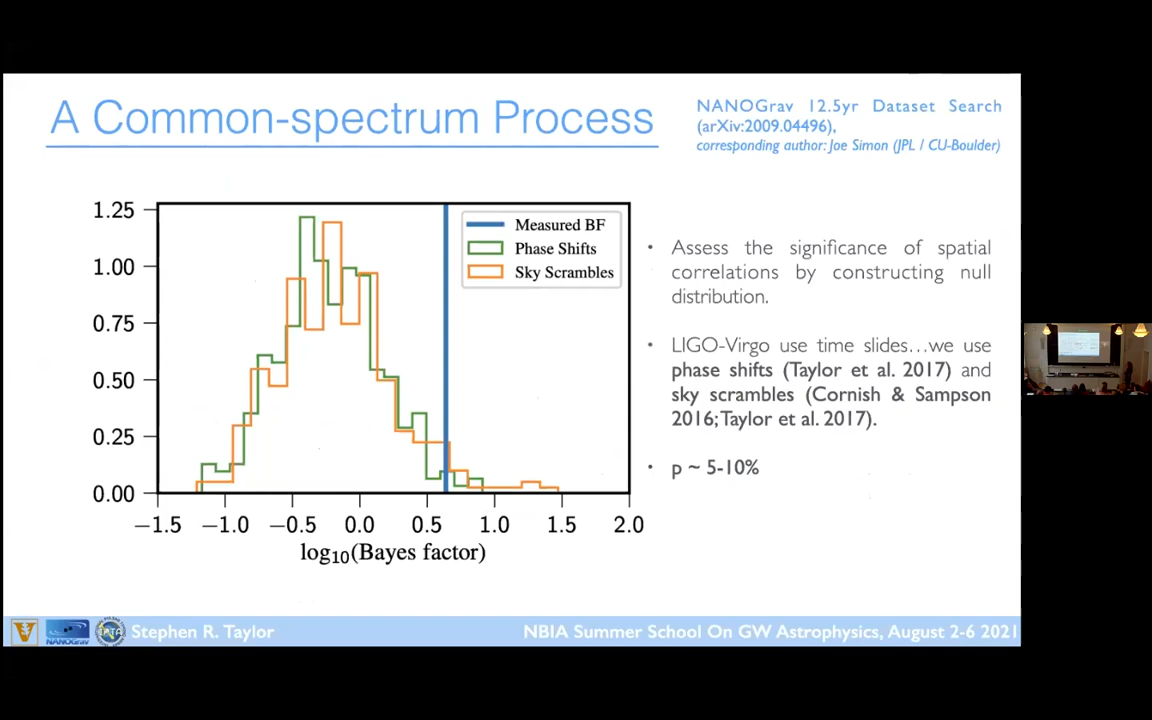 A Common-spectrum Process
NANOGrav 12.5yr Dataset Search
(arXiv:2009.04496),
corresponding author: Joe Simon (JPL / CU-Boulder)
1.25
1.00
0.75
0.50
0.25
0.00
Measured BF
Phase Shifts
Sky Scrambles
−1.5 −1.0 −0.5 0.0 0.5 1.0 1.5 2.0
log10(Bayes factor)
• Assess the significance of spatial
correlations by constructing null
distribution.
• LIGO-Virgo use time slides...we use
phase shifts (Taylor et al. 2017) and
sky scrambles (Cornish & Sampson
2016; Taylor et al. 2017).
• p ~ 5-10%
V
NANOGrav
IPTA
Stephen R. Taylor
NBIA Summer School On GW Astrophysics, August 2-6 2021